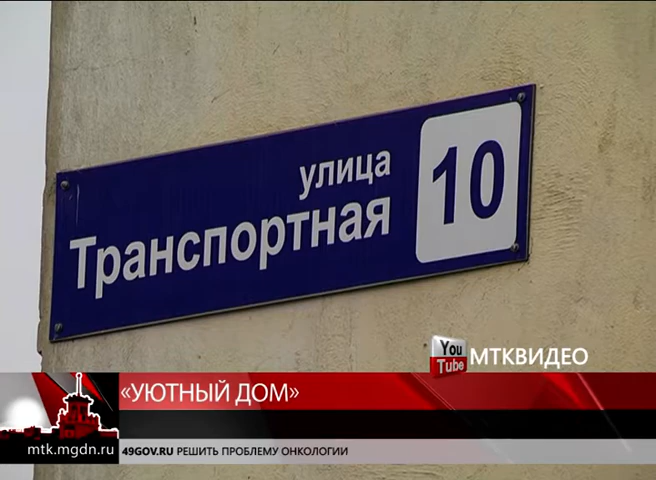 улица
Транспортная
10
You
Tube
МТКВИДЕО
«УЮТНЫЙ ДОМ»
mtk.mgdn.ru
49GOV.RU РЕШИТЬ ПРОБЛЕМУ ОНКОЛОГИИ